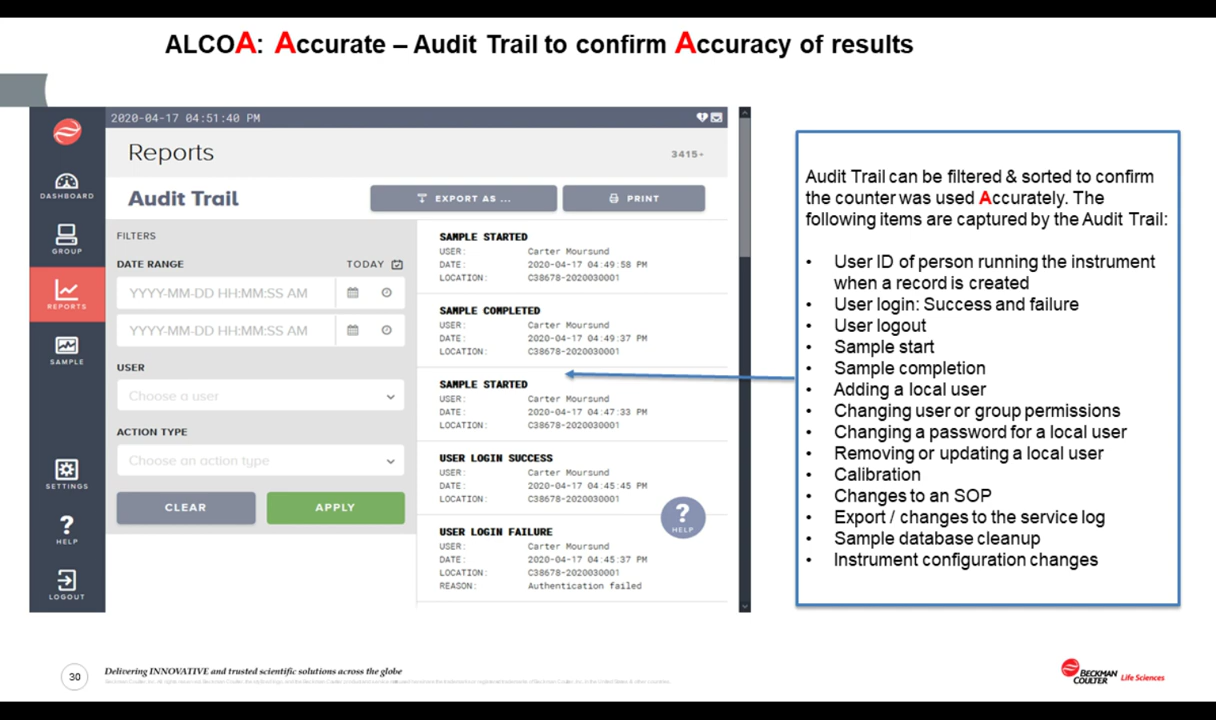 ALCOA: Accurate – Audit Trail to confirm Accuracy of results
2020-04-17 04:51:40 PM
Reports
3415+
Audit Trail
EXPORT AS ...
PRINT
DASHBOARD
GROUP
REPORTS
SAMPLE
SETTINGS
HELP
LOGOUT
FILTERS
DATE RANGE
TODAY
YYYY-MM-DD HH:MM:SS AM
YYYY-MM-DD HH:MM:SS AM
USER
Choose a user
ACTION TYPE
Choose an action type
CLEAR
APPLY
SAMPLE STARTED
USER: Carter Moursund
DATE: 2020-04-17 04:49:58 PM
LOCATION: C38678-2020030001
SAMPLE COMPLETED
USER: Carter Moursund
DATE: 2020-04-17 04:49:37 PM
LOCATION: C38678-2020030001
SAMPLE STARTED
USER: Carter Moursund
DATE: 2020-04-17 04:47:33 PM
LOCATION: C38678-2020030001
USER LOGIN SUCCESS
USER: Carter Moursund
DATE: 2020-04-17 04:45:45 PM
LOCATION: C38678-2020030001
USER LOGIN FAILURE
USER: Carter Moursund
DATE: 2020-04-17 04:45:37 PM
LOCATION: C38678-2020030001
REASON: Authentication failed
?
HELP
Audit Trail can be filtered & sorted to confirm
the counter was used Accurately. The
following items are captured by the Audit Trail:
• User ID of person running the instrument
when a record is created
• User login: Success and failure
• User logout
• Sample start
• Sample completion
• Adding a local user
• Changing user or group permissions
• Changing a password for a local user
• Removing or updating a local user
• Calibration
• Changes to an SOP
• Export / changes to the service log
• Sample database cleanup
• Instrument configuration changes
30
Delivering INNOVATIVE and trusted scientific solutions across the globe
BECKMAN
COULTER Life Sciences